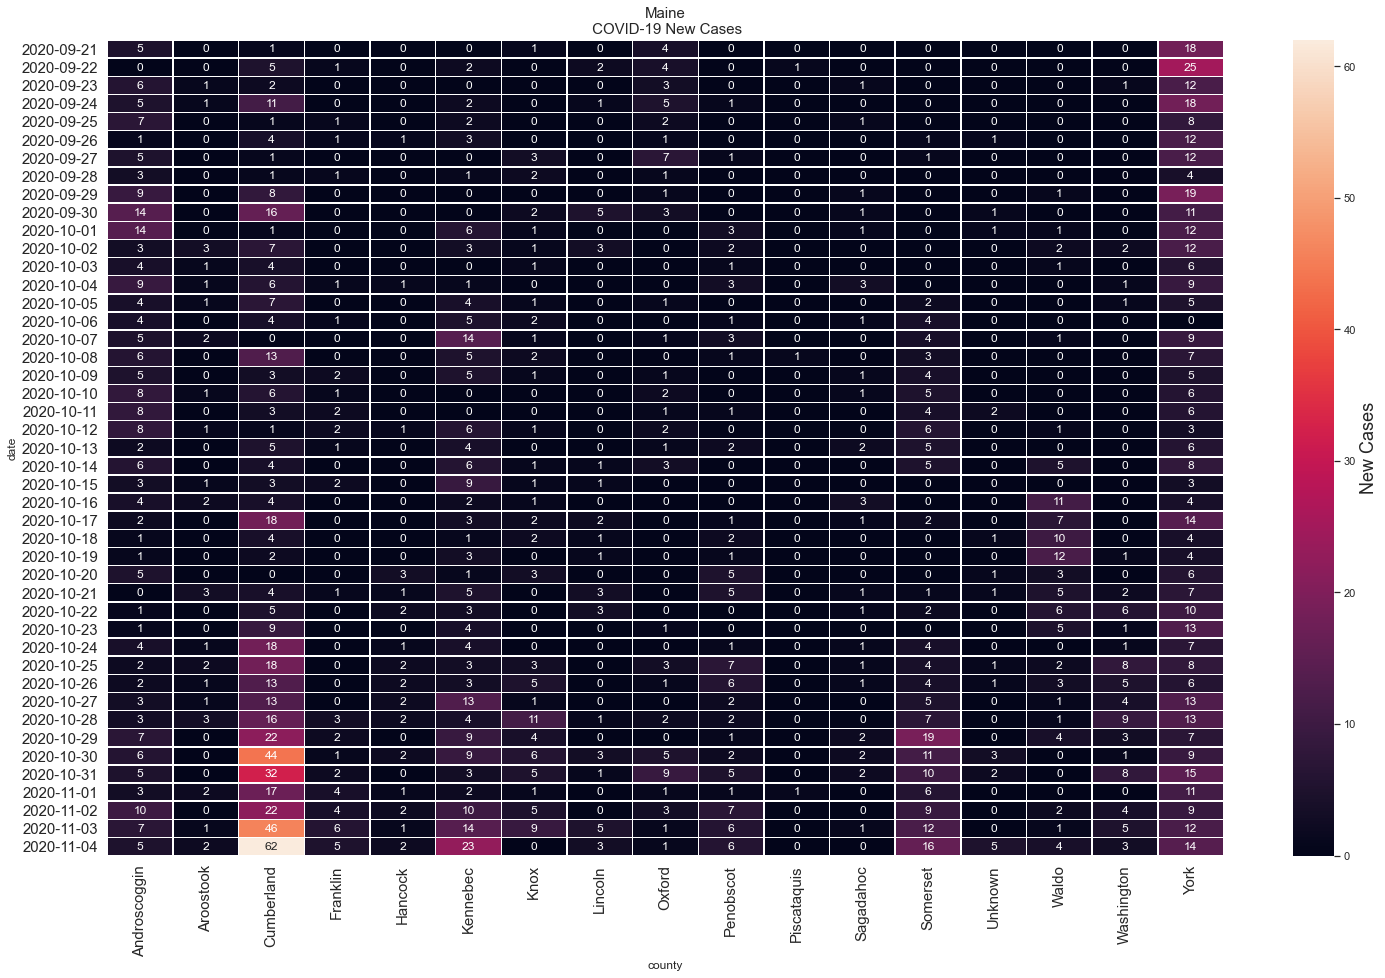 Maine
COVID-19 New Cases
2020-09-21 5 0 1 0 0 0 1 0 4 0 0 0 0 0 0 0 18
2020-09-22 0 0 5 1 0 2 0 2 4 0 1 0 0 0 0 0 25
2020-09-23 6 1 2 0 0 0 0 0 3 0 0 1 0 0 0 1 12
2020-09-24 5 1 11 0 0 2 0 1 5 1 0 0 0 0 0 0 18
2020-09-25 7 0 1 1 0 2 0 0 2 0 0 1 0 0 0 0 8
2020-09-26 1 0 4 1 1 3 0 0 1 0 0 0 1 1 0 0 12
2020-09-27 5 0 1 0 0 0 3 0 7 1 0 0 1 0 0 0 12
2020-09-28 3 0 1 1 0 1 2 0 1 0 0 0 0 0 0 0 4
2020-09-29 9 0 8 0 0 0 0 0 1 0 0 1 0 0 1 0 19
2020-09-30 14 0 16 0 0 0 2 5 3 0 0 1 0 1 0 0 11
2020-10-01 14 0 1 0 0 6 1 0 0 3 0 1 0 1 1 0 12
2020-10-02 3 3 7 0 0 3 1 3 0 2 0 0 0 0 2 2 12
2020-10-03 4 1 4 0 0 0 1 0 0 1 0 0 0 0 1 0 6
2020-10-04 9 1 6 1 1 1 0 0 0 3 0 3 0 0 0 1 9
2020-10-05 4 1 7 0 0 4 1 0 1 0 0 0 2 0 0 1 5
2020-10-06 4 0 4 1 0 5 2 0 0 1 0 1 4 0 0 0 0
2020-10-07 5 2 0 0 0 14 1 0 1 3 0 0 4 0 1 0 9
2020-10-08 6 0 13 0 0 5 2 0 0 1 1 0 3 0 0 0 7
2020-10-09 5 0 3 2 0 5 1 0 1 0 0 1 4 0 0 0 5
2020-10-10 8 1 6 1 0 0 0 0 2 0 0 1 5 0 0 0 6
2020-10-11 8 0 3 2 0 0 0 0 1 1 0 0 4 2 0 0 6
2020-10-12 8 1 1 2 1 6 1 0 2 0 0 0 6 0 1 0 3
2020-10-13 2 0 5 1 0 4 0 0 1 2 0 2 5 0 0 0 6
2020-10-14 6 0 4 0 0 6 1 1 3 0 0 0 5 0 5 0 8
2020-10-15 3 1 3 2 0 9 1 1 0 0 0 0 0 0 0 0 3
2020-10-16 4 2 4 0 0 2 1 0 0 0 0 3 0 0 11 0 4
2020-10-17 2 0 18 0 0 3 2 2 0 1 0 1 2 0 7 0 14
2020-10-18 1 0 4 0 0 1 2 1 0 2 0 0 0 1 10 0 4
2020-10-19 1 0 2 0 0 3 0 1 0 1 0 0 0 0 12 1 4
2020-10-20 5 0 0 0 3 1 3 0 0 5 0 0 0 1 3 0 6
2020-10-21 0 3 4 1 1 5 0 3 0 5 0 1 1 1 5 2 7
2020-10-22 1 0 5 0 2 3 0 3 0 0 0 1 2 0 6 6 10
2020-10-23 1 0 9 0 0 4 0 0 1 0 0 0 0 0 5 1 13
2020-10-24 4 1 18 0 1 4 0 0 0 1 0 1 4 0 0 1 7
2020-10-25 2 2 18 0 2 3 3 0 3 7 0 1 4 1 2 8 8
2020-10-26 2 1 13 0 2 3 5 0 1 6 0 1 4 1 3 5 6
2020-10-27 3 1 13 0 2 13 1 0 0 2 0 0 5 0 1 4 13
2020-10-28 3 3 16 3 2 4 11 1 2 2 0 0 7 0 1 9 13
2020-10-29 7 0 22 2 0 9 4 0 0 1 0 2 19 0 4 3 7
2020-10-30 6 0 44 1 2 9 6 3 5 2 0 2 11 3 0 1 9
2020-10-31 5 0 32 2 0 3 5 1 9 5 0 2 10 2 0 8 15
2020-11-01 3 2 17 4 1 2 1 0 1 1 1 0 6 0 0 0 11
2020-11-02 10 0 22 4 2 10 5 0 3 7 0 0 9 0 2 4 9
2020-11-03 7 1 46 6 1 14 9 5 1 6 0 1 12 0 1 5 12
2020-11-04 5 2 62 5 2 23 0 3 1 6 0 0 16 5 4 3 14
date
Androscoggin Aroostook Cumberland Franklin Hancock Kennebec Knox Lincoln Oxford Penobscot Piscataquis Sagadahoc Somerset Unknown Waldo Washington York
county
60
50
40
30
20
10
0
New Cases